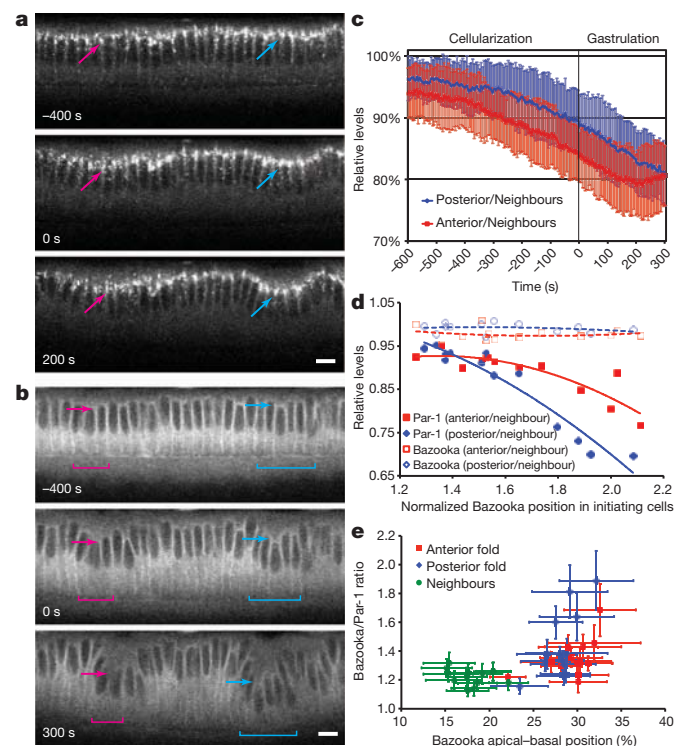 a
–400 s
0 s
200 s
b
–400 s
0 s
300 s
c
Cellularization
Gastrulation
Relative levels
100%
90%
80%
70%
Posterior/Neighbours
Anterior/Neighbours
–600
–500
–400
–300
–200
–100
0
100
200
300
Time (s)
d
Relative levels
1.05
0.95
0.85
0.75
0.65
Par-1 (anterior/neighbour)
Par-1 (posterior/neighbour)
Bazooka (anterior/neighbour)
Bazooka (posterior/neighbour)
1.2
1.4
1.6
1.8
2.0
2.2
Normalized Bazooka position in initiating cells
e
Bazooka/Par-1 ratio
2.2
2.0
1.8
1.6
1.4
1.2
1.0
Anterior fold
Posterior fold
Neighbours
10
15
20
25
30
35
40
Bazooka apical–basal position (%)